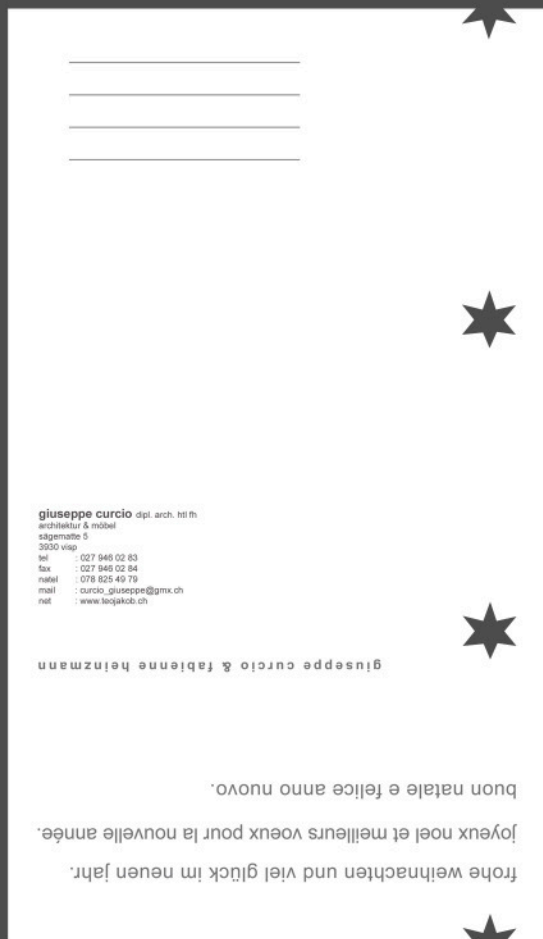 giuseppe curcio dipl. arch. htl fh
architektur & möbel
sägematte 5
3930 visp
tel : 027 946 02 83
fax : 027 946 02 84
natel : 078 825 49 79
mail : curcio_giuseppe@gmx.ch
net : www.teojakob.ch
frohe weihnachten und viel glück im neuen jahr.
joyeux noel et meilleurs voeux pour la nouvelle année.
buon natale e felice anno nuovo.
giuseppe curcio & fabienne heinzmann